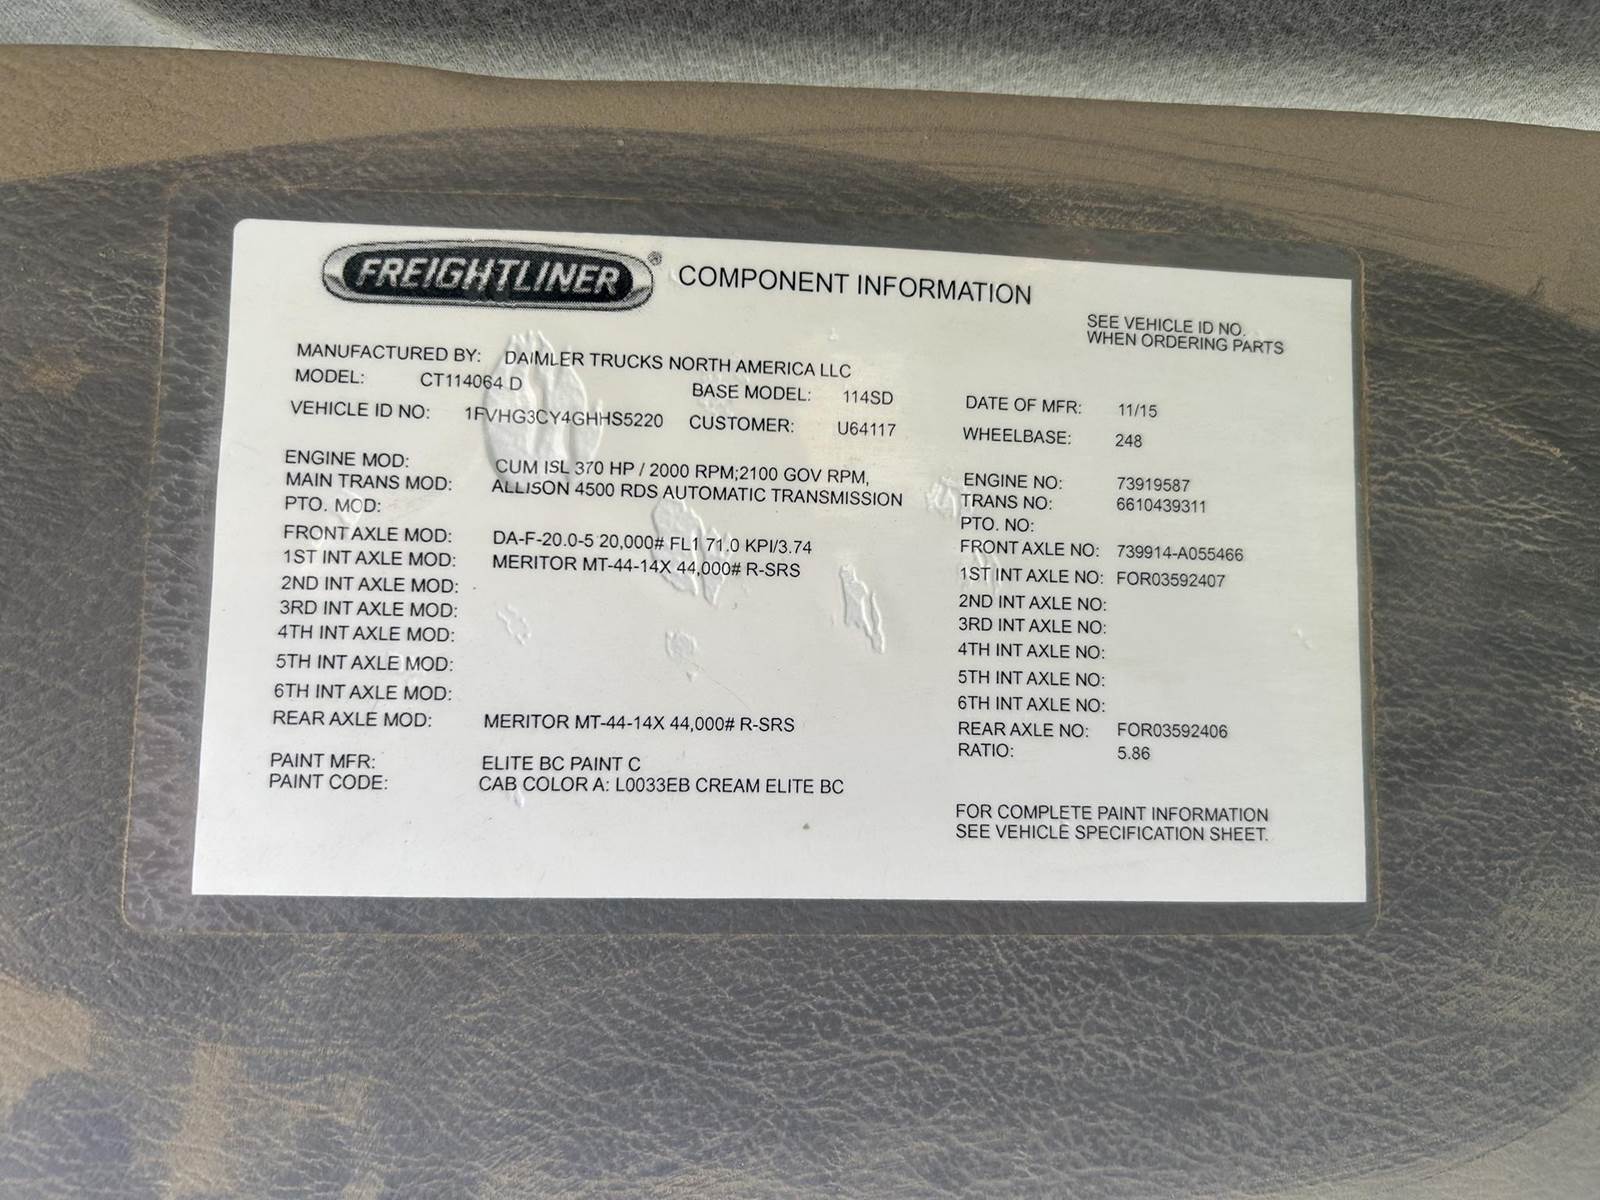 FREIGHTLINER® COMPONENT INFORMATION
SEE VEHICLE ID NO.
WHEN ORDERING PARTS
MANUFACTURED BY: DAIMLER TRUCKS NORTH AMERICA LLC
MODEL: CT114064 D BASE MODEL: 114SD DATE OF MFR: 11/15
VEHICLE ID NO: 1FVHG3CY4GHHS5220 CUSTOMER: U64117 WHEELBASE: 248
ENGINE MOD: CUM ISL 370 HP / 2000 RPM;2100 GOV RPM, ENGINE NO: 73919587
MAIN TRANS MOD: ALLISON 4500 RDS AUTOMATIC TRANSMISSION TRANS NO: 6610439311
PTO. MOD: PTO. NO:
FRONT AXLE MOD: DA-F-20.0-5 20,000# FL1 71.0 KPI/3.74 FRONT AXLE NO: 739914-A055466
1ST INT AXLE MOD: MERITOR MT-44-14X 44,000# R-SRS 1ST INT AXLE NO: FOR03592407
2ND INT AXLE MOD: 2ND INT AXLE NO:
3RD INT AXLE MOD: 3RD INT AXLE NO:
4TH INT AXLE MOD: 4TH INT AXLE NO:
5TH INT AXLE MOD: 5TH INT AXLE NO:
6TH INT AXLE MOD: 6TH INT AXLE NO:
REAR AXLE MOD: MERITOR MT-44-14X 44,000# R-SRS REAR AXLE NO: FOR03592406
RATIO: 5.86
PAINT MFR: ELITE BC PAINT C
PAINT CODE: CAB COLOR A: L0033EB CREAM ELITE BC
FOR COMPLETE PAINT INFORMATION
SEE VEHICLE SPECIFICATION SHEET.